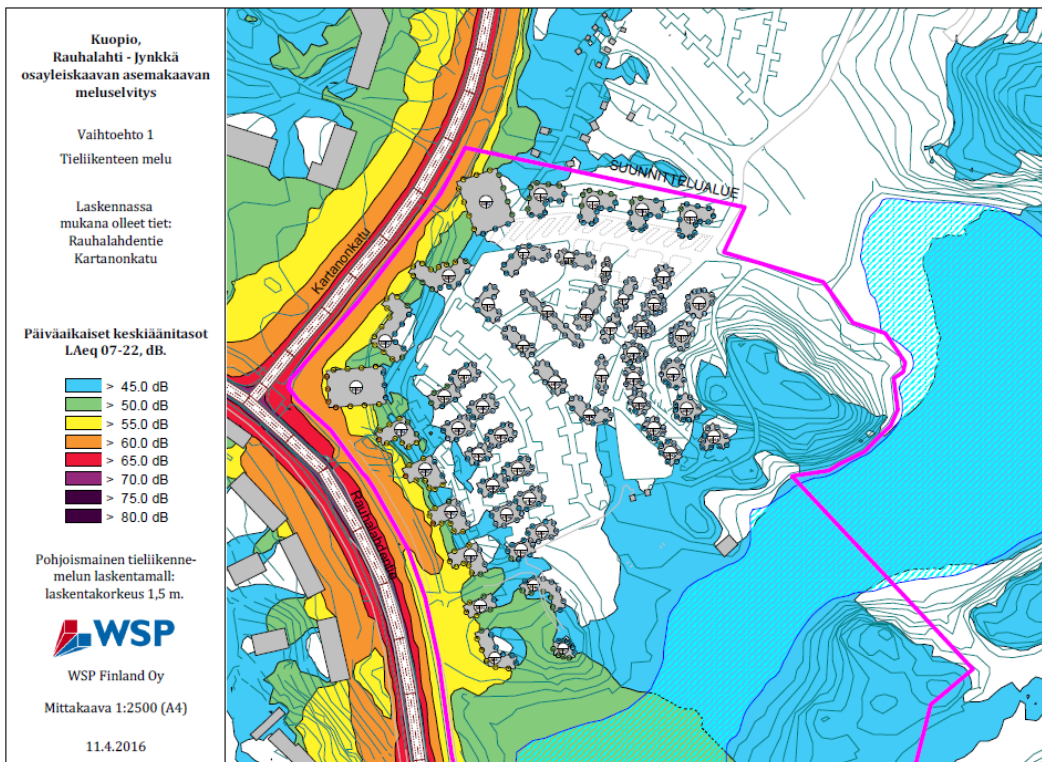 Kuopio,
Rauhalahti - Jynkkä
osayleiskaavan asemakaavan
meluselvitys
Vaihtoehto 1
Tieliikenteen melu
Laskennassa
mukana olleet tiet:
Rauhalahdentie
Kartanonkatu
Päiväaikaiset keskiäänitasot
LAeq 07-22, dB.
> 45.0 dB
> 50.0 dB
> 55.0 dB
> 60.0 dB
> 65.0 dB
> 70.0 dB
> 75.0 dB
> 80.0 dB
Pohjoismainen tieliikenne-
melun laskentamall:
laskentakorkeus 1,5 m.
WSP
WSP Finland Oy
Mittakaava 1:2500 (A4)
11.4.2016
SUUNNITTELUALUE
Kartanonkatu
Rauhalahdentie